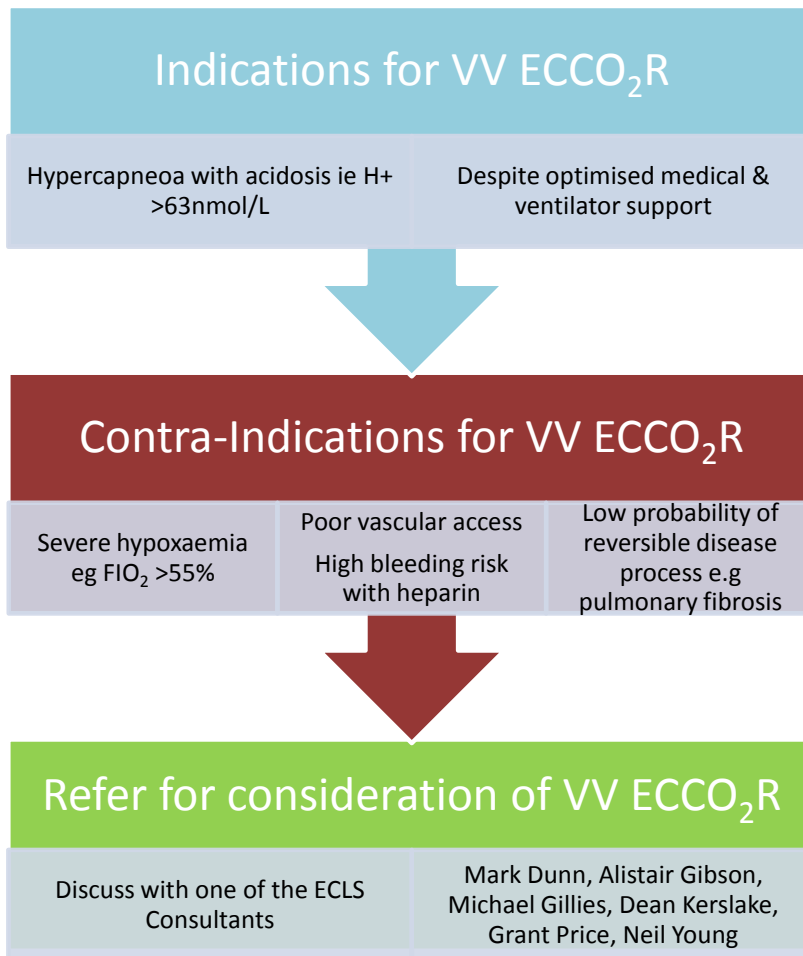 Indications for VV ECCO₂R
Hypercapneoa with acidosis ie H+
>63nmol/L
Despite optimised medical &
ventilator support
Contra-Indications for VV ECCO₂R
Severe hypoxaemia
eg FIO₂ >55%
Poor vascular access
High bleeding risk
with heparin
Low probability of
reversible disease
process e.g
pulmonary fibrosis
Refer for consideration of VV ECCO₂R
Discuss with one of the ECLS
Consultants
Mark Dunn, Alistair Gibson,
Michael Gillies, Dean Kerslake,
Grant Price, Neil Young